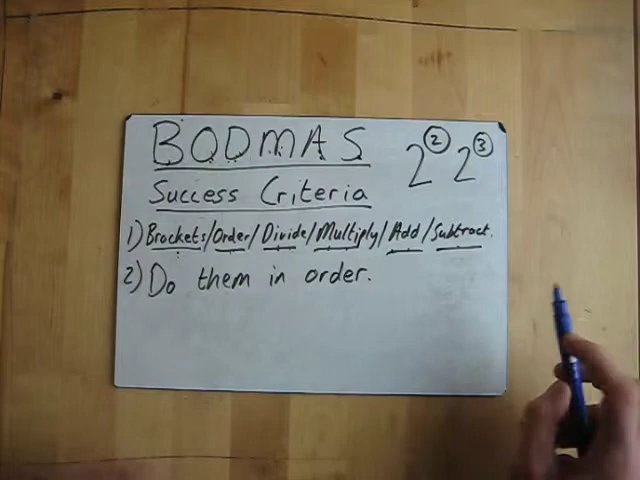 BODMAS 2② 2③
Success Criteria
1) Brackets/Order/Divide/Multiply/Add/Subtract.
2) Do them in order.